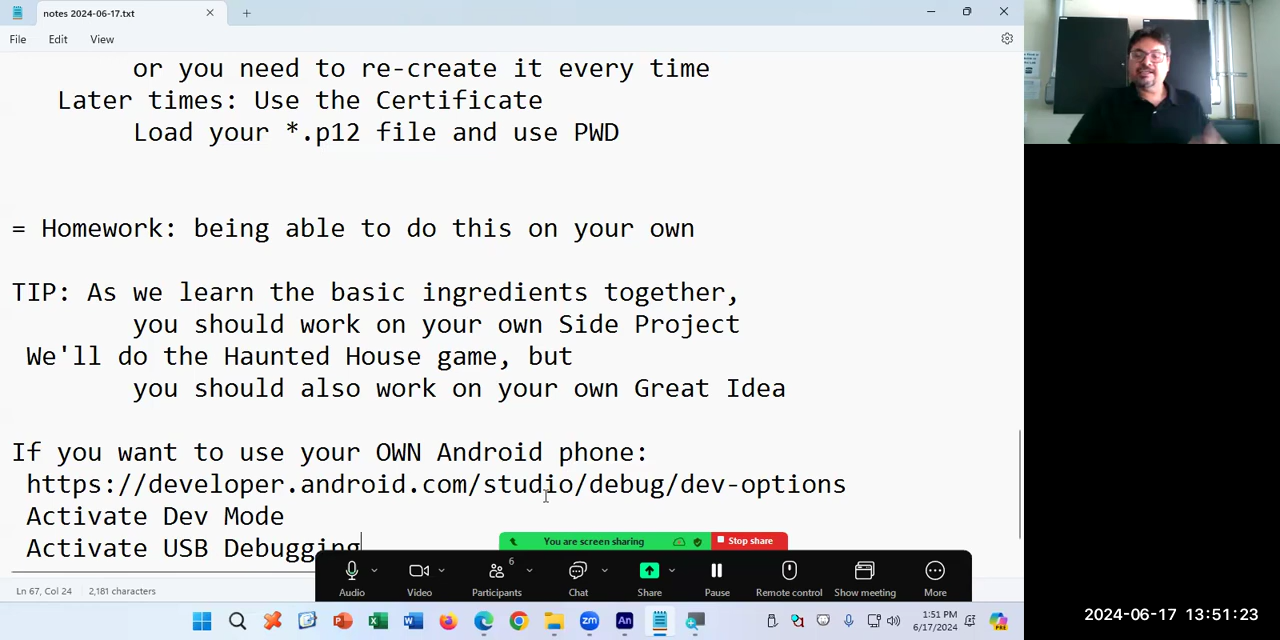 notes 2024-06-17.txt
File Edit View
or you need to re-create it every time
Later times: Use the Certificate
Load your *.p12 file and use PWD
= Homework: being able to do this on your own
TIP: As we learn the basic ingredients together,
you should work on your own Side Project
We'll do the Haunted House game, but
you should also work on your own Great Idea
If you want to use your OWN Android phone:
https://developer.android.com/studio/debug/dev-options
Activate Dev Mode
Activate USB Debugging
You are screen sharing Stop share
6
Audio Video Participants Chat Share Pause Remote control Show meeting More
Ln 67, Col 24 2,181 characters
zm An
1:51 PM
6/17/2024
PRE
2024-06-17 13:51:23